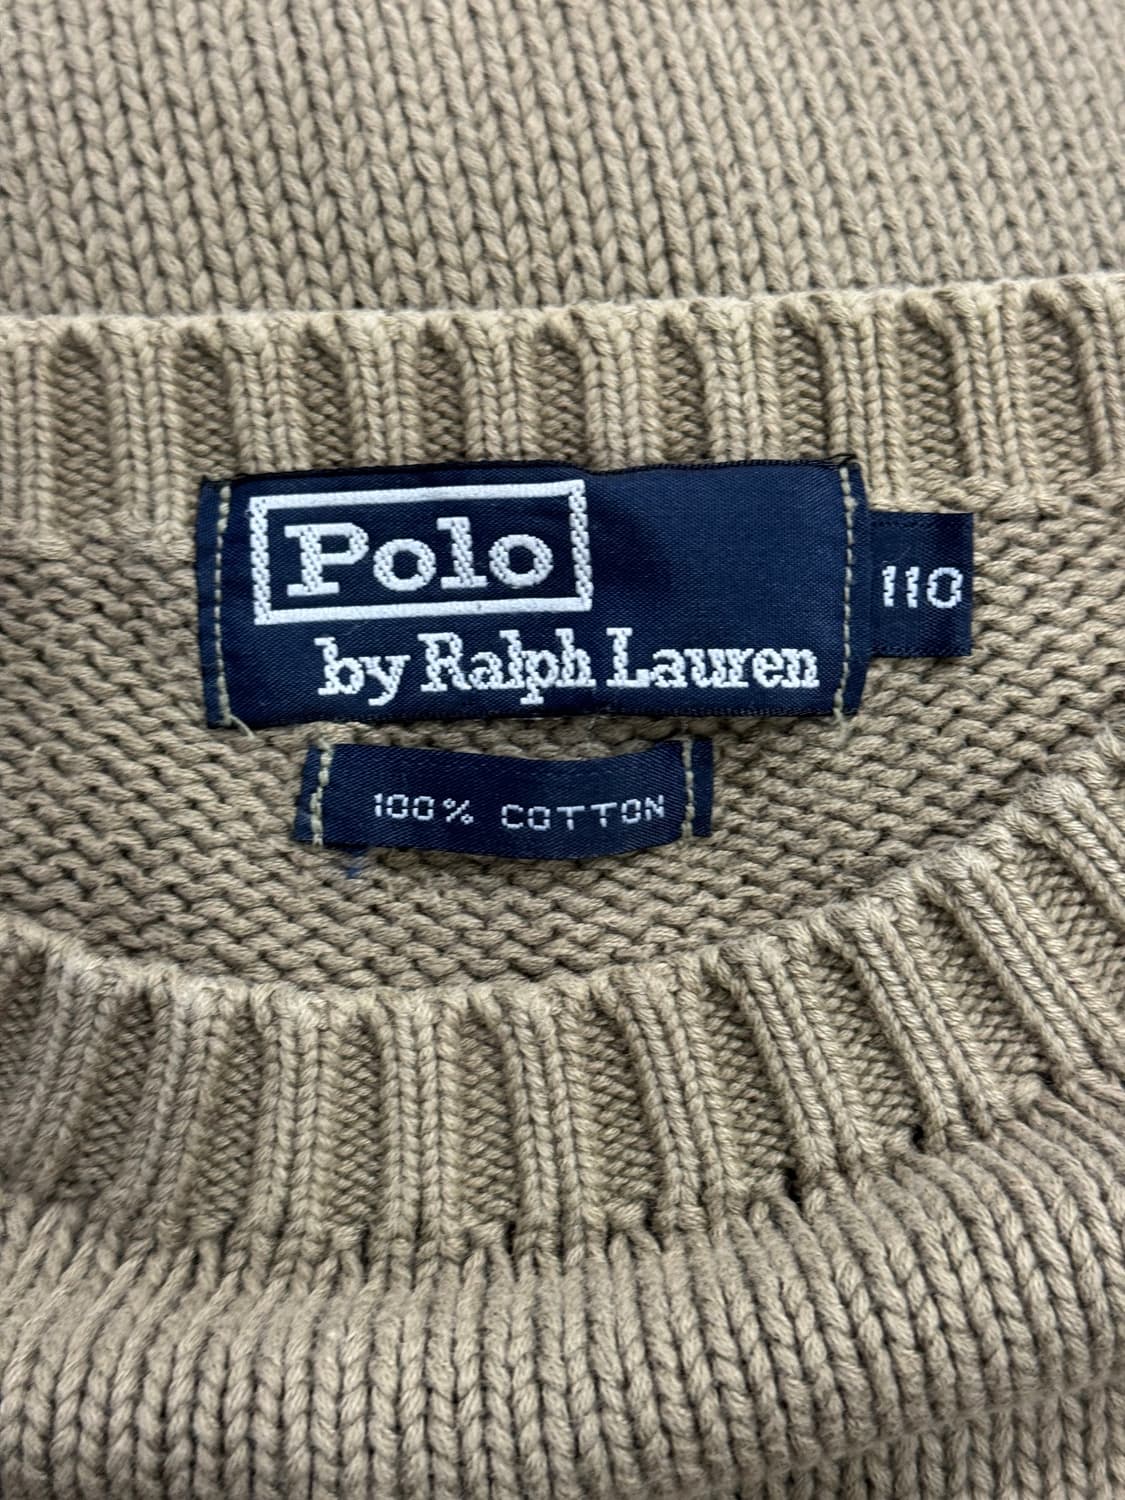 Polo
by Ralph Lauren
110
100% COTTON